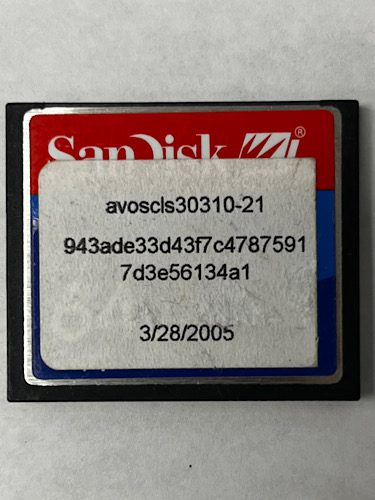 SanDisk
®
avoscls30310-21
943ade33d43f7c4787591
7d3e56134a1
3/28/2005